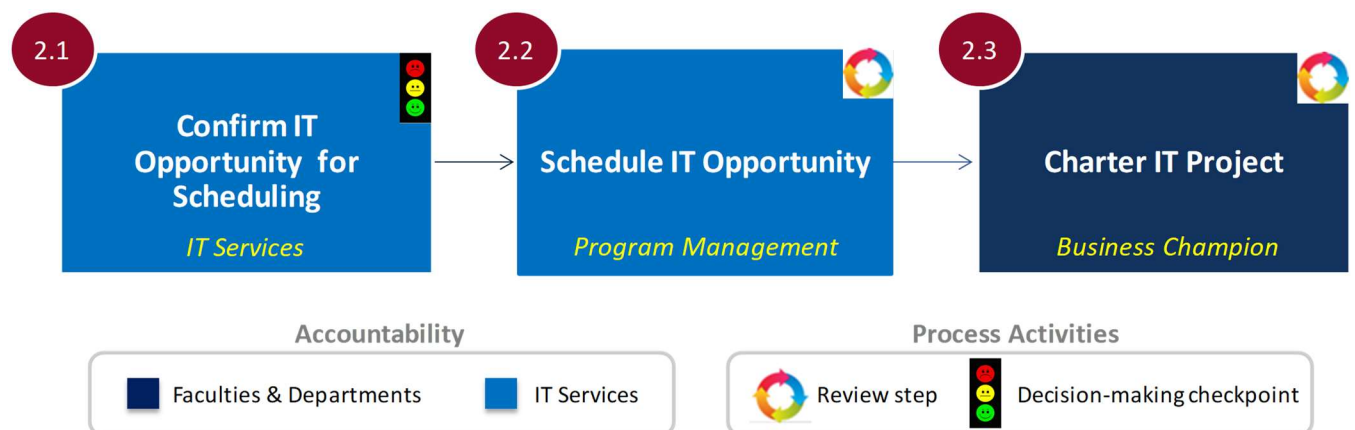 2.1
Confirm IT
Opportunity for
Scheduling
IT Services
2.2
Schedule IT Opportunity
Program Management
2.3
Charter IT Project
Business Champion
Accountability
Faculties & Departments
IT Services
Process Activities
Review step
Decision-making checkpoint